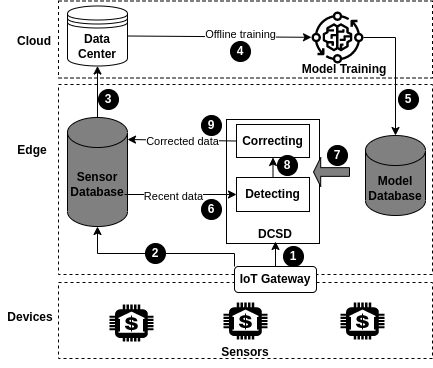 Cloud
Data
Center
Offline training
4
Model Training
3
5
Edge
Sensor
Database
9
Corrected data
Correcting
8
7
Recent data
6
Detecting
DCSD
Model
Database
2
1
IoT Gateway
Devices
$
$
$
Sensors